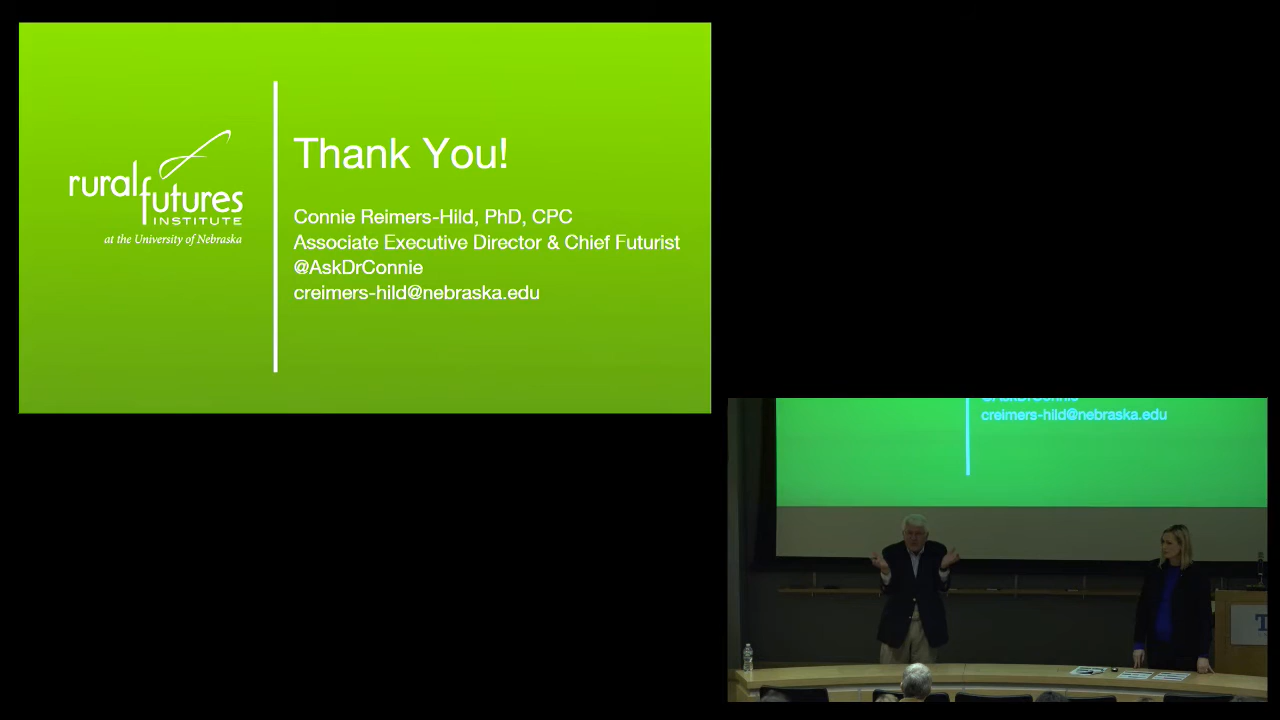 rural futures
INSTITUTE
at the University of Nebraska
Thank You!
Connie Reimers-Hild, PhD, CPC
Associate Executive Director & Chief Futurist
@AskDrConnie
creimers-hild@nebraska.edu
@AskDrConnie
creimers-hild@nebraska.edu